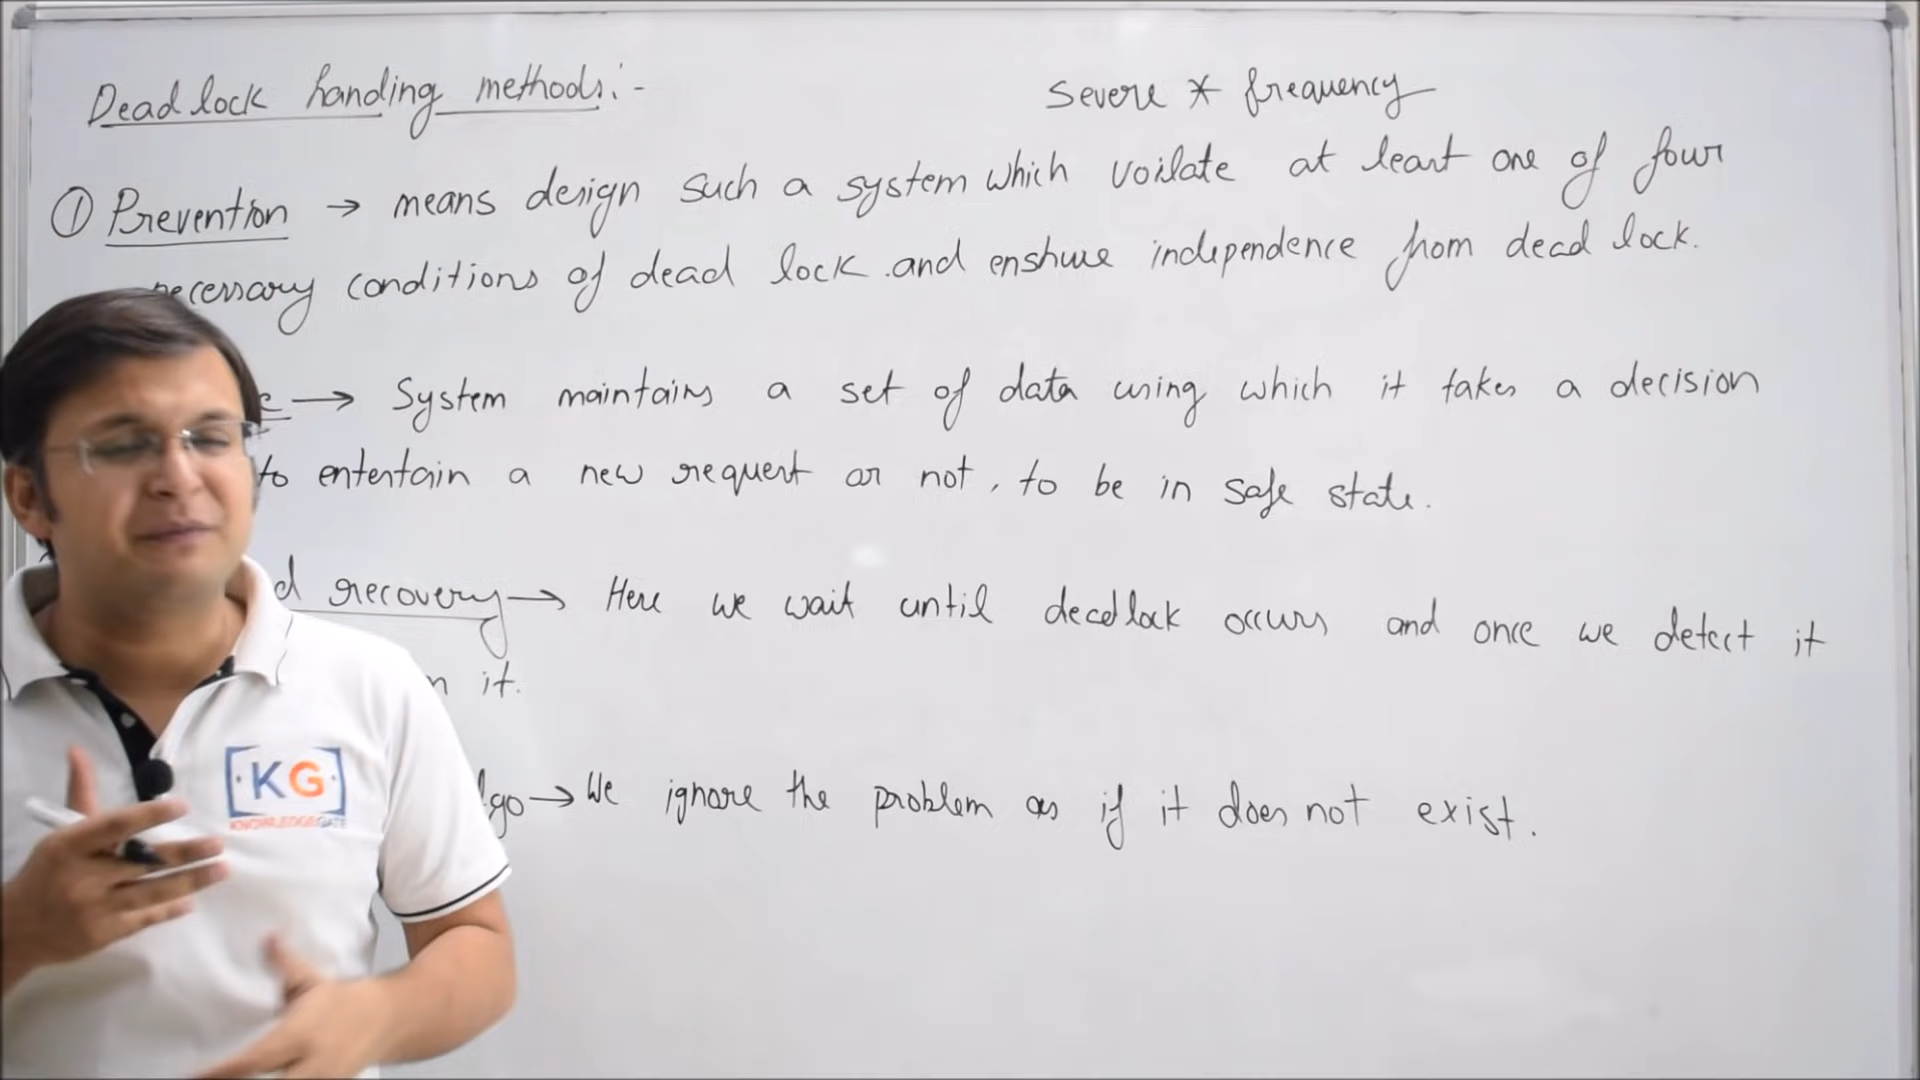 Dead lock handing methods:-
Severe * frequency
① Prevention → means design such a system which voilate at least one of four
necessary conditions of dead lock. and enshure independence from dead lock.
→ System maintains a set of data using which it takes a decision
to entertain a new request or not, to be in safe state.
recovery → Here we wait until decedlock occurs and once we detect it
it.
→ We ignore the problem as if it does not exist.
KG
KNOWLEDGEGATE